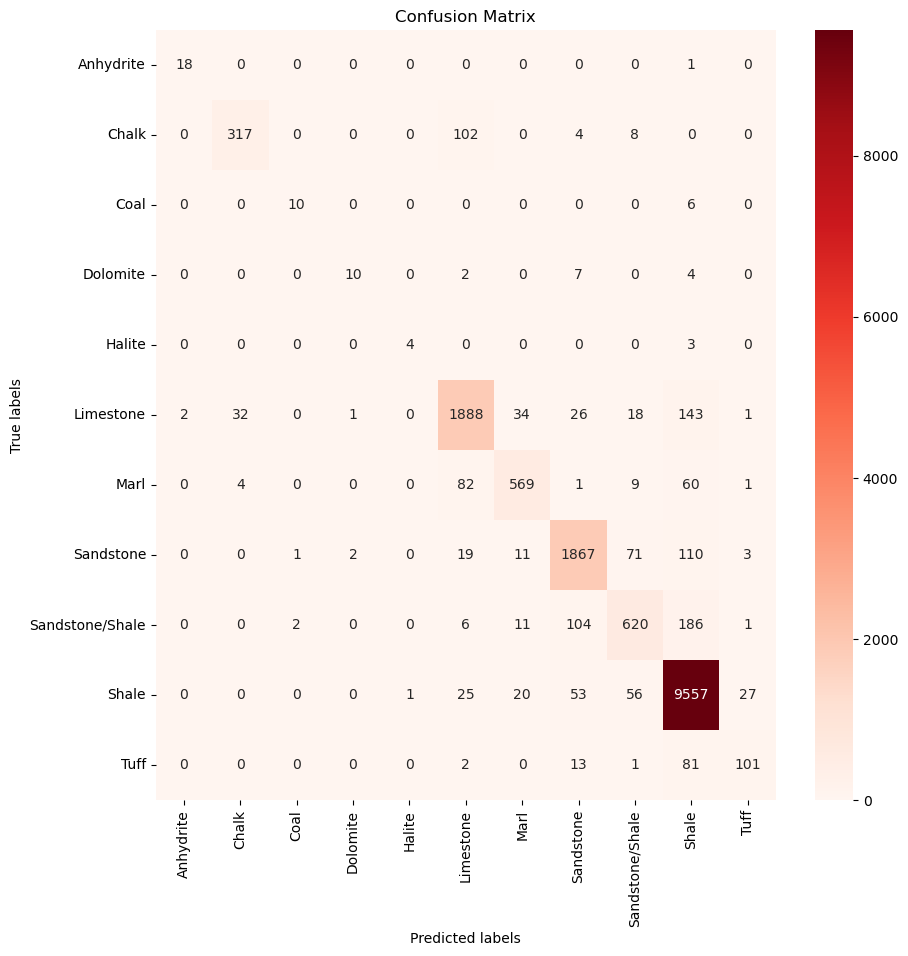 Confusion Matrix
Anhydrite 18 0 0 0 0 0 0 0 0 1 0
Chalk 0 317 0 0 0 102 0 4 8 0 0
8000
Coal 0 0 10 0 0 0 0 0 0 6 0
Dolomite 0 0 0 10 0 2 0 7 0 4 0
6000
Halite 0 0 0 0 4 0 0 0 0 3 0
True labels
Limestone 2 32 0 1 0 1888 34 26 18 143 1
4000
Marl 0 4 0 0 0 82 569 1 9 60 1
Sandstone 0 0 1 2 0 19 11 1867 71 110 3
Sandstone/Shale 0 0 2 0 0 6 11 104 620 186 1
2000
Shale 0 0 0 0 1 25 20 53 56 9557 27
Tuff 0 0 0 0 0 2 0 13 1 81 101
0
Anhydrite
Chalk
Coal
Dolomite
Halite
Limestone
Marl
Sandstone
Sandstone/Shale
Shale
Tuff
Predicted labels